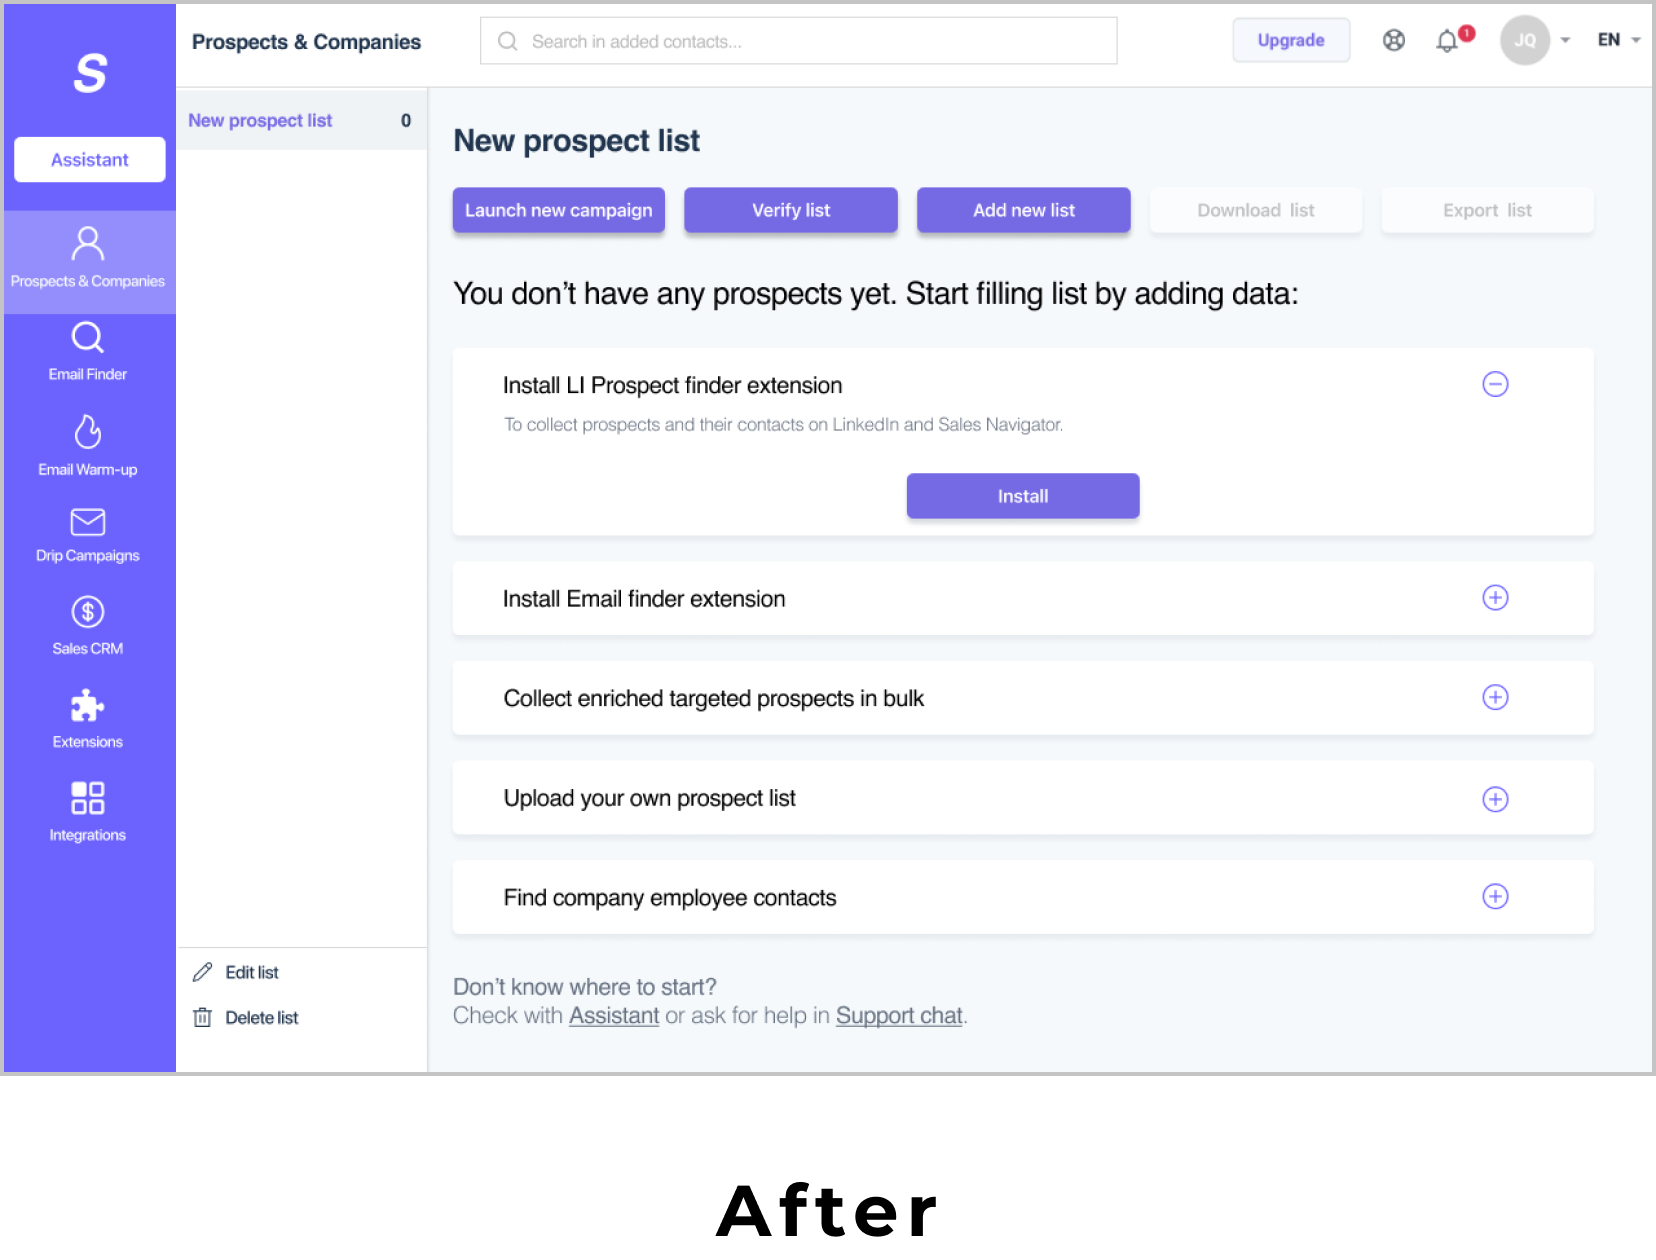 S
Assistant
Prospects & Companies
Email Finder
Email Warm-up
Drip Campaigns
Sales CRM
Extensions
Integrations
Prospects & Companies
Search in added contacts...
Upgrade
1
JQ
EN
New prospect list 0
Edit list
Delete list
New prospect list
Launch new campaign
Verify list
Add new list
Download list
Export list
You don’t have any prospects yet. Start filling list by adding data:
Install LI Prospect finder extension
To collect prospects and their contacts on LinkedIn and Sales Navigator.
Install
Install Email finder extension
Collect enriched targeted prospects in bulk
Upload your own prospect list
Find company employee contacts
Don’t know where to start?
Check with Assistant or ask for help in Support chat.
After